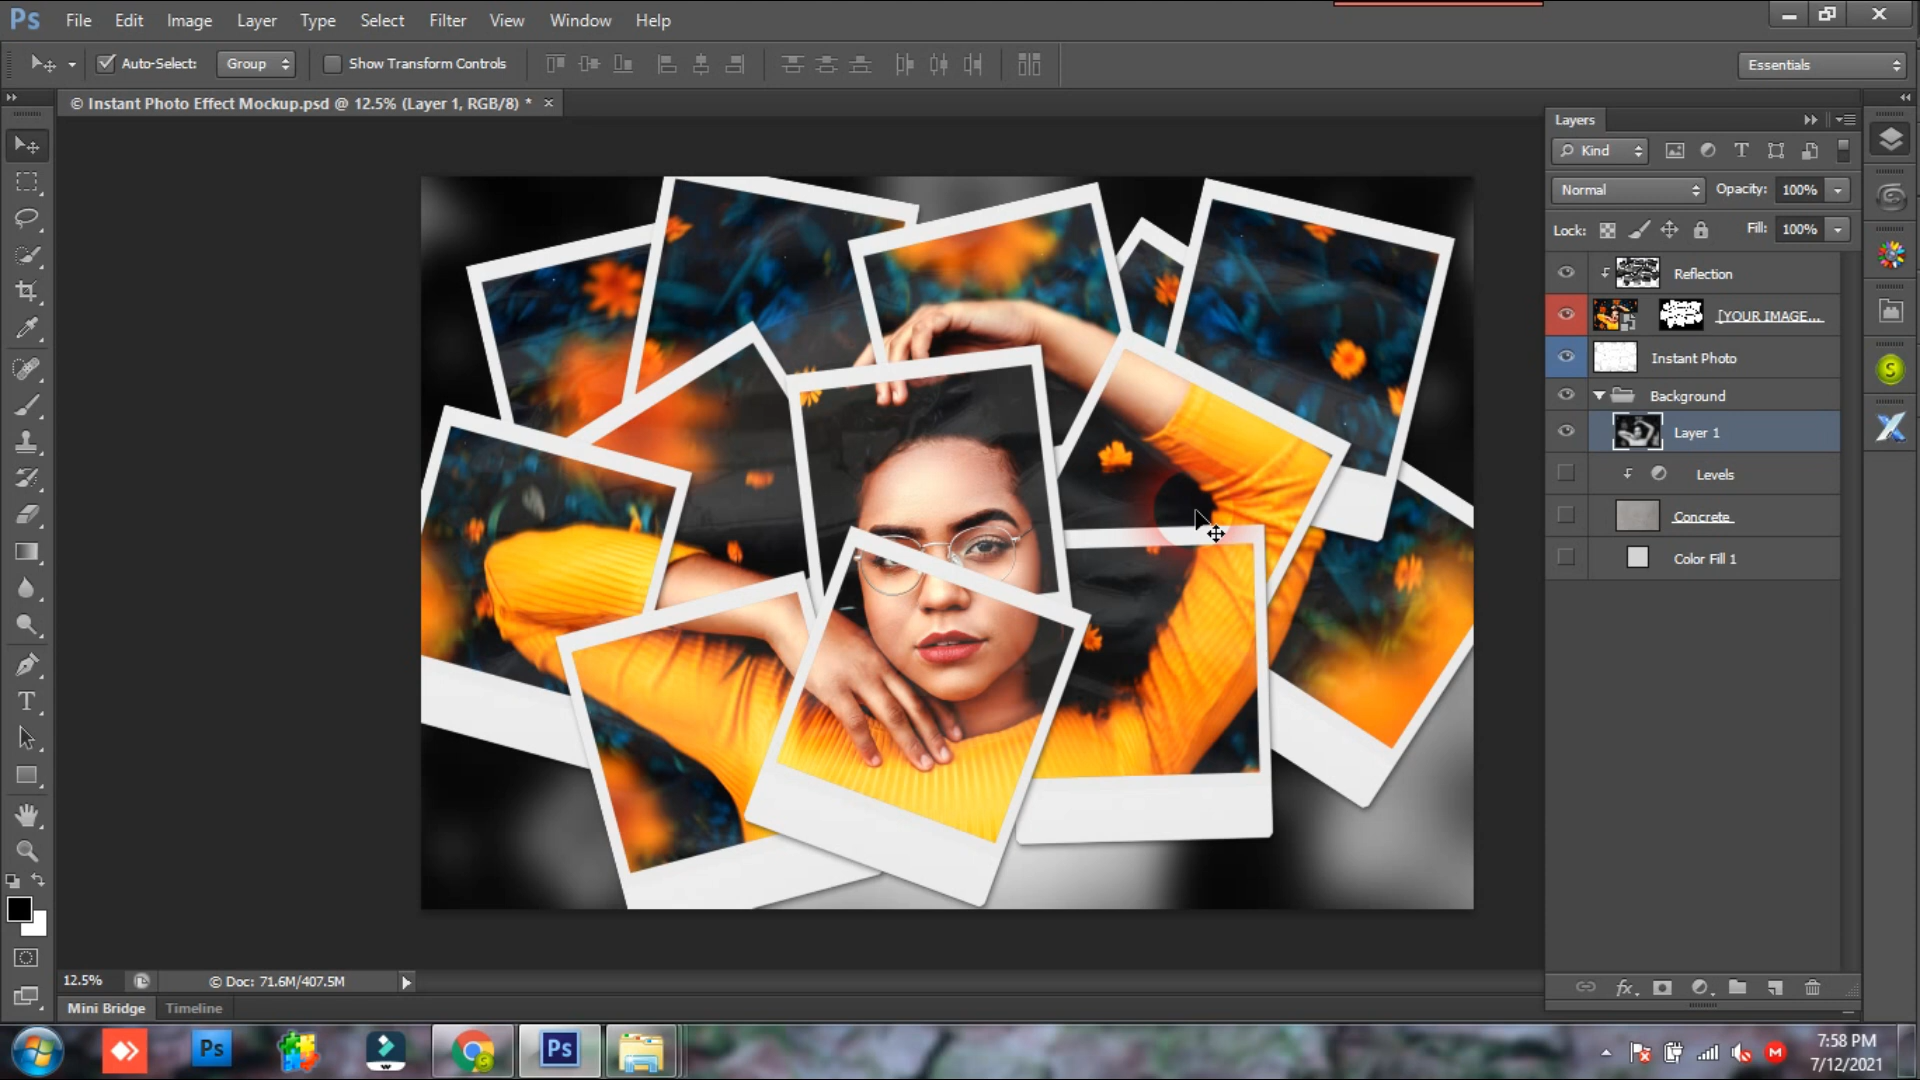 Ps File Edit Image Layer Type Select Filter View Window Help
Auto-Select: Group Show Transform Controls Essentials
© Instant Photo Effect Mockup.psd @ 12.5% (Layer 1, RGB/8) * ×
Layers
Kind
Normal Opacity: 100%
Lock: Fill: 100%
Reflection
[YOUR IMAGE...
Instant Photo
Background
Layer 1
Levels
Concrete
Color Fill 1
12.5% © Doc: 71.6M/407.5M
Mini Bridge Timeline
Ps Ps
7:58 PM
7/12/2021